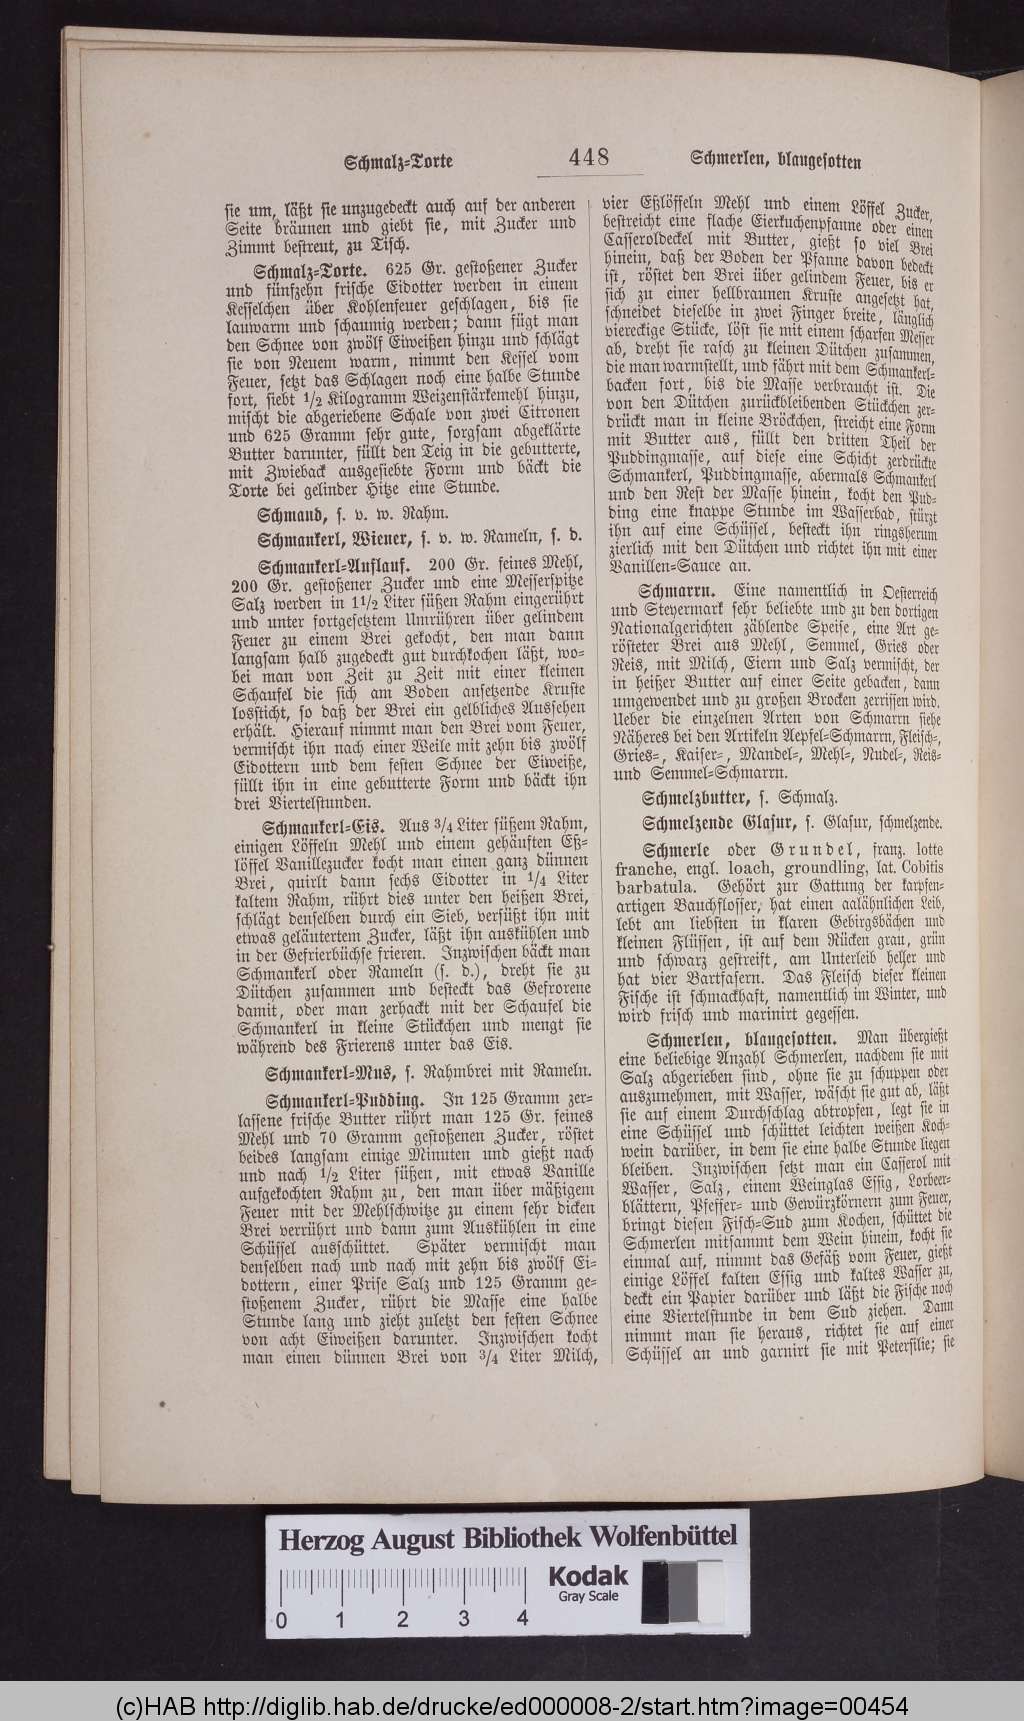 Schmalz-Torte
448
Schmerlen, blaugesotten
sie um, läßt sie unzugedeckt auch auf der anderen
Seite bräunen und giebt sie, mit Zucker und
Zimmt bestreut, zu Tisch.
Schmalz-Torte. 625 Gr. gestoßener Zucker
und fünfzehn frische Eidotter werden in einem
Kesselchen über Kohlenfeuer geschlagen, bis sie
lauwarm und schaumig werden; dann fügt man
den Schnee von zwölf Eiweißen hinzu und schlägt
sie von Neuem warm, nimmt den Kessel vom
Feuer, setzt das Schlagen noch eine halbe Stunde
fort, siebt 1/2 Kilogramm Weizenstärkemehl hinzu,
mischt die abgeriebene Schale von zwei Citronen
und 625 Gramm sehr gute, sorgsam abgeklärte
Butter darunter, füllt den Teig in die gebutterte,
mit Zwieback ausgesiebte Form und bäckt die
Torte bei gelinder Hitze eine Stunde.
Schmand, s. v. w. Rahm.
Schmankerl, Wiener, s. v. w. Rameln, s. d.
Schmankerl-Auflauf. 200 Gr. feines Mehl,
200 Gr. gestoßener Zucker und eine Messerspitze
Salz werden in 1 1/2 Liter süßen Rahm eingerührt
und unter fortgesetztem Umrühren über gelindem
Feuer zu einem Brei gekocht, den man dann
langsam halb zugedeckt gut durchkochen läßt, wo-
bei man von Zeit zu Zeit mit einer kleinen
Schaufel die sich am Boden ansetzende Kruste
lossticht, so daß der Brei ein gelbliches Aussehen
erhält. Hierauf nimmt man den Brei vom Feuer,
vermischt ihn nach einer Weile mit zehn bis zwölf
Eidottern und dem festen Schnee der Eiweiße,
füllt ihn in eine gebutterte Form und bäckt ihn
drei Viertelstunden.
Schmankerl-Eis. Aus 3/4 Liter süßem Rahm,
einigen Löffeln Mehl und einem gehäuften Eß-
löffel Vanillezucker kocht man einen ganz dünnen
Brei, quirlt dann sechs Eidotter in 1/4 Liter
kaltem Rahm, rührt dies unter den heißen Brei,
schlägt denselben durch ein Sieb, versüßt ihn mit
etwas geläutertem Zucker, läßt ihn auskühlen und
in der Gefrierbüchse frieren. Inzwischen bäckt man
Schmankerl oder Rameln (s. d.), dreht sie zu
Dütchen zusammen und besteckt das Gefrorene
damit, oder man zerhackt mit der Schaufel die
Schmankerl in kleine Stückchen und mengt sie
während des Frierens unter das Eis.
Schmankerl-Mus, s. Rahmbrei mit Rameln.
Schmankerl-Pudding. In 125 Gramm zer-
lassene frische Butter rührt man 125 Gr. feines
Mehl und 70 Gramm gestoßenen Zucker, röstet
beides langsam einige Minuten und gießt nach
und nach 1/2 Liter süßen, mit etwas Vanille
aufgekochten Rahm zu, den man über mäßigem
Feuer mit der Mehlschwitze zu einem sehr dicken
Brei verrührt und dann zum Auskühlen in eine
Schüssel ausschüttet. Später vermischt man
denselben nach und nach mit zehn bis zwölf Ei-
dottern, einer Prise Salz und 125 Gramm ge-
stoßenem Zucker, rührt die Masse eine halbe
Stunde lang und zieht zuletzt den festen Schnee
von acht Eiweißen darunter. Inzwischen kocht
man einen dünnen Brei von 3/4 Liter Milch,
vier Eßlöffeln Mehl und einem Löffel Zucker,
bestreicht eine flache Eierkuchenpfanne oder einen
Casseroldeckel mit Butter, gießt so viel Brei
hinein, daß der Boden der Pfanne davon bedeckt
ist, röstet den Brei über gelindem Feuer, bis er
sich zu einer hellbraunen Kruste angesetzt hat,
schneidet dieselbe in zwei Finger breite, länglich
viereckige Stücke, löst sie mit einem scharfen Messer
ab, dreht sie rasch zu kleinen Dütchen zusammen,
die man warmstellt, und fährt mit dem Schmankerl-
backen fort, bis die Masse verbraucht ist. Die
von den Dütchen zurückbleibenden Stückchen zer-
drückt man in kleine Bröckchen, streicht eine Form
mit Butter aus, füllt den dritten Theil der
Puddingmasse, auf diese eine Schicht zerdrückte
Schmankerl, Puddingmasse, abermals Schmankerl
und den Rest der Masse hinein, kocht den Pud-
ding eine knappe Stunde im Wasserbad, stürzt
ihn auf eine Schüssel, besteckt ihn ringsherum
zierlich mit den Dütchen und richtet ihn mit einer
Vanillen-Sauce an.
Schmarrn. Eine namentlich in Oesterreich
und Steyermark sehr beliebte und zu den dortigen
Nationalgerichten zählende Speise, eine Art ge-
rösteter Brei aus Mehl, Semmel, Gries oder
Reis, mit Milch, Eiern und Salz vermischt, der
in heißer Butter auf einer Seite gebacken, dann
umgewendet und zu großen Brocken zerrissen wird.
Ueber die einzelnen Arten von Schmarrn siehe
Näheres bei den Artikeln Aepfel-Schmarrn, Fleisch-,
Gries-, Kaiser-, Mandel-, Mehl-, Nudel-, Reis-
und Semmel-Schmarrn.
Schmelzbutter, s. Schmalz.
Schmelzende Glasur, s. Glasur, schmelzende.
Schmerle oder Grundel, franz. lotte
franche, engl. loach, groundling, lat. Cobitis
barbatula. Gehört zur Gattung der karpfen-
artigen Bauchflosser, hat einen aalähnlichen Leib,
lebt am liebsten in klaren Gebirgsbächen und
kleinen Flüssen, ist auf dem Rücken grau, grün
und schwarz gestreift, am Unterleib heller und
hat vier Bartfasern. Das Fleisch dieser kleinen
Fische ist schmackhaft, namentlich im Winter, und
wird frisch und marinirt gegessen.
Schmerlen, blaugesotten. Man übergießt
eine beliebige Anzahl Schmerlen, nachdem sie mit
Salz abgerieben sind, ohne sie zu schuppen oder
auszunehmen, mit Wasser, wäscht sie gut ab, läßt
sie auf einem Durchschlag abtropfen, legt sie in
eine Schüssel und schüttet leichten weißen Koch-
wein darüber, in dem sie eine halbe Stunde liegen
bleiben. Inzwischen setzt man ein Casserol mit
Wasser, Salz, einem Weinglas Essig, Lorbeer-
blättern, Pfeffer- und Gewürzkörnern zum Feuer,
bringt diesen Fisch-Sud zum Kochen, schüttet die
Schmerlen mitsammt dem Wein hinein, kocht sie
einmal auf, nimmt das Gefäß vom Feuer, gießt
einige Löffel kalten Essig und kaltes Wasser zu,
deckt ein Papier darüber und läßt die Fische noch
eine Viertelstunde in dem Sud ziehen. Dann
nimmt man sie heraus, richtet sie auf einer
Schüssel an und garnirt sie mit Petersilie; sie
Herzog August Bibliothek Wolfenbüttel
Kodak
Gray Scale
0 1 2 3 4
(c)HAB http://diglib.hab.de/drucke/ed000008-2/start.htm?image=00454